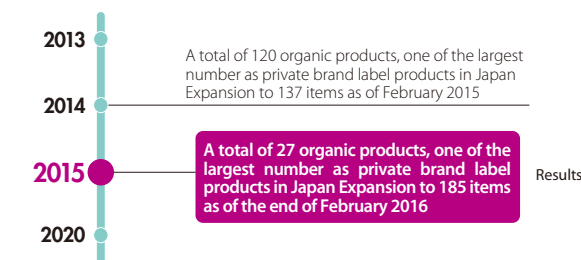 2013
A total of 120 organic products, one of the largest
number as private brand label products in Japan
Expansion to 137 items as of February 2015
2014
A total of 27 organic products, one of the
largest number as private brand label
products in Japan Expansion to 185 items
as of the end of February 2016
2015
Results
2020